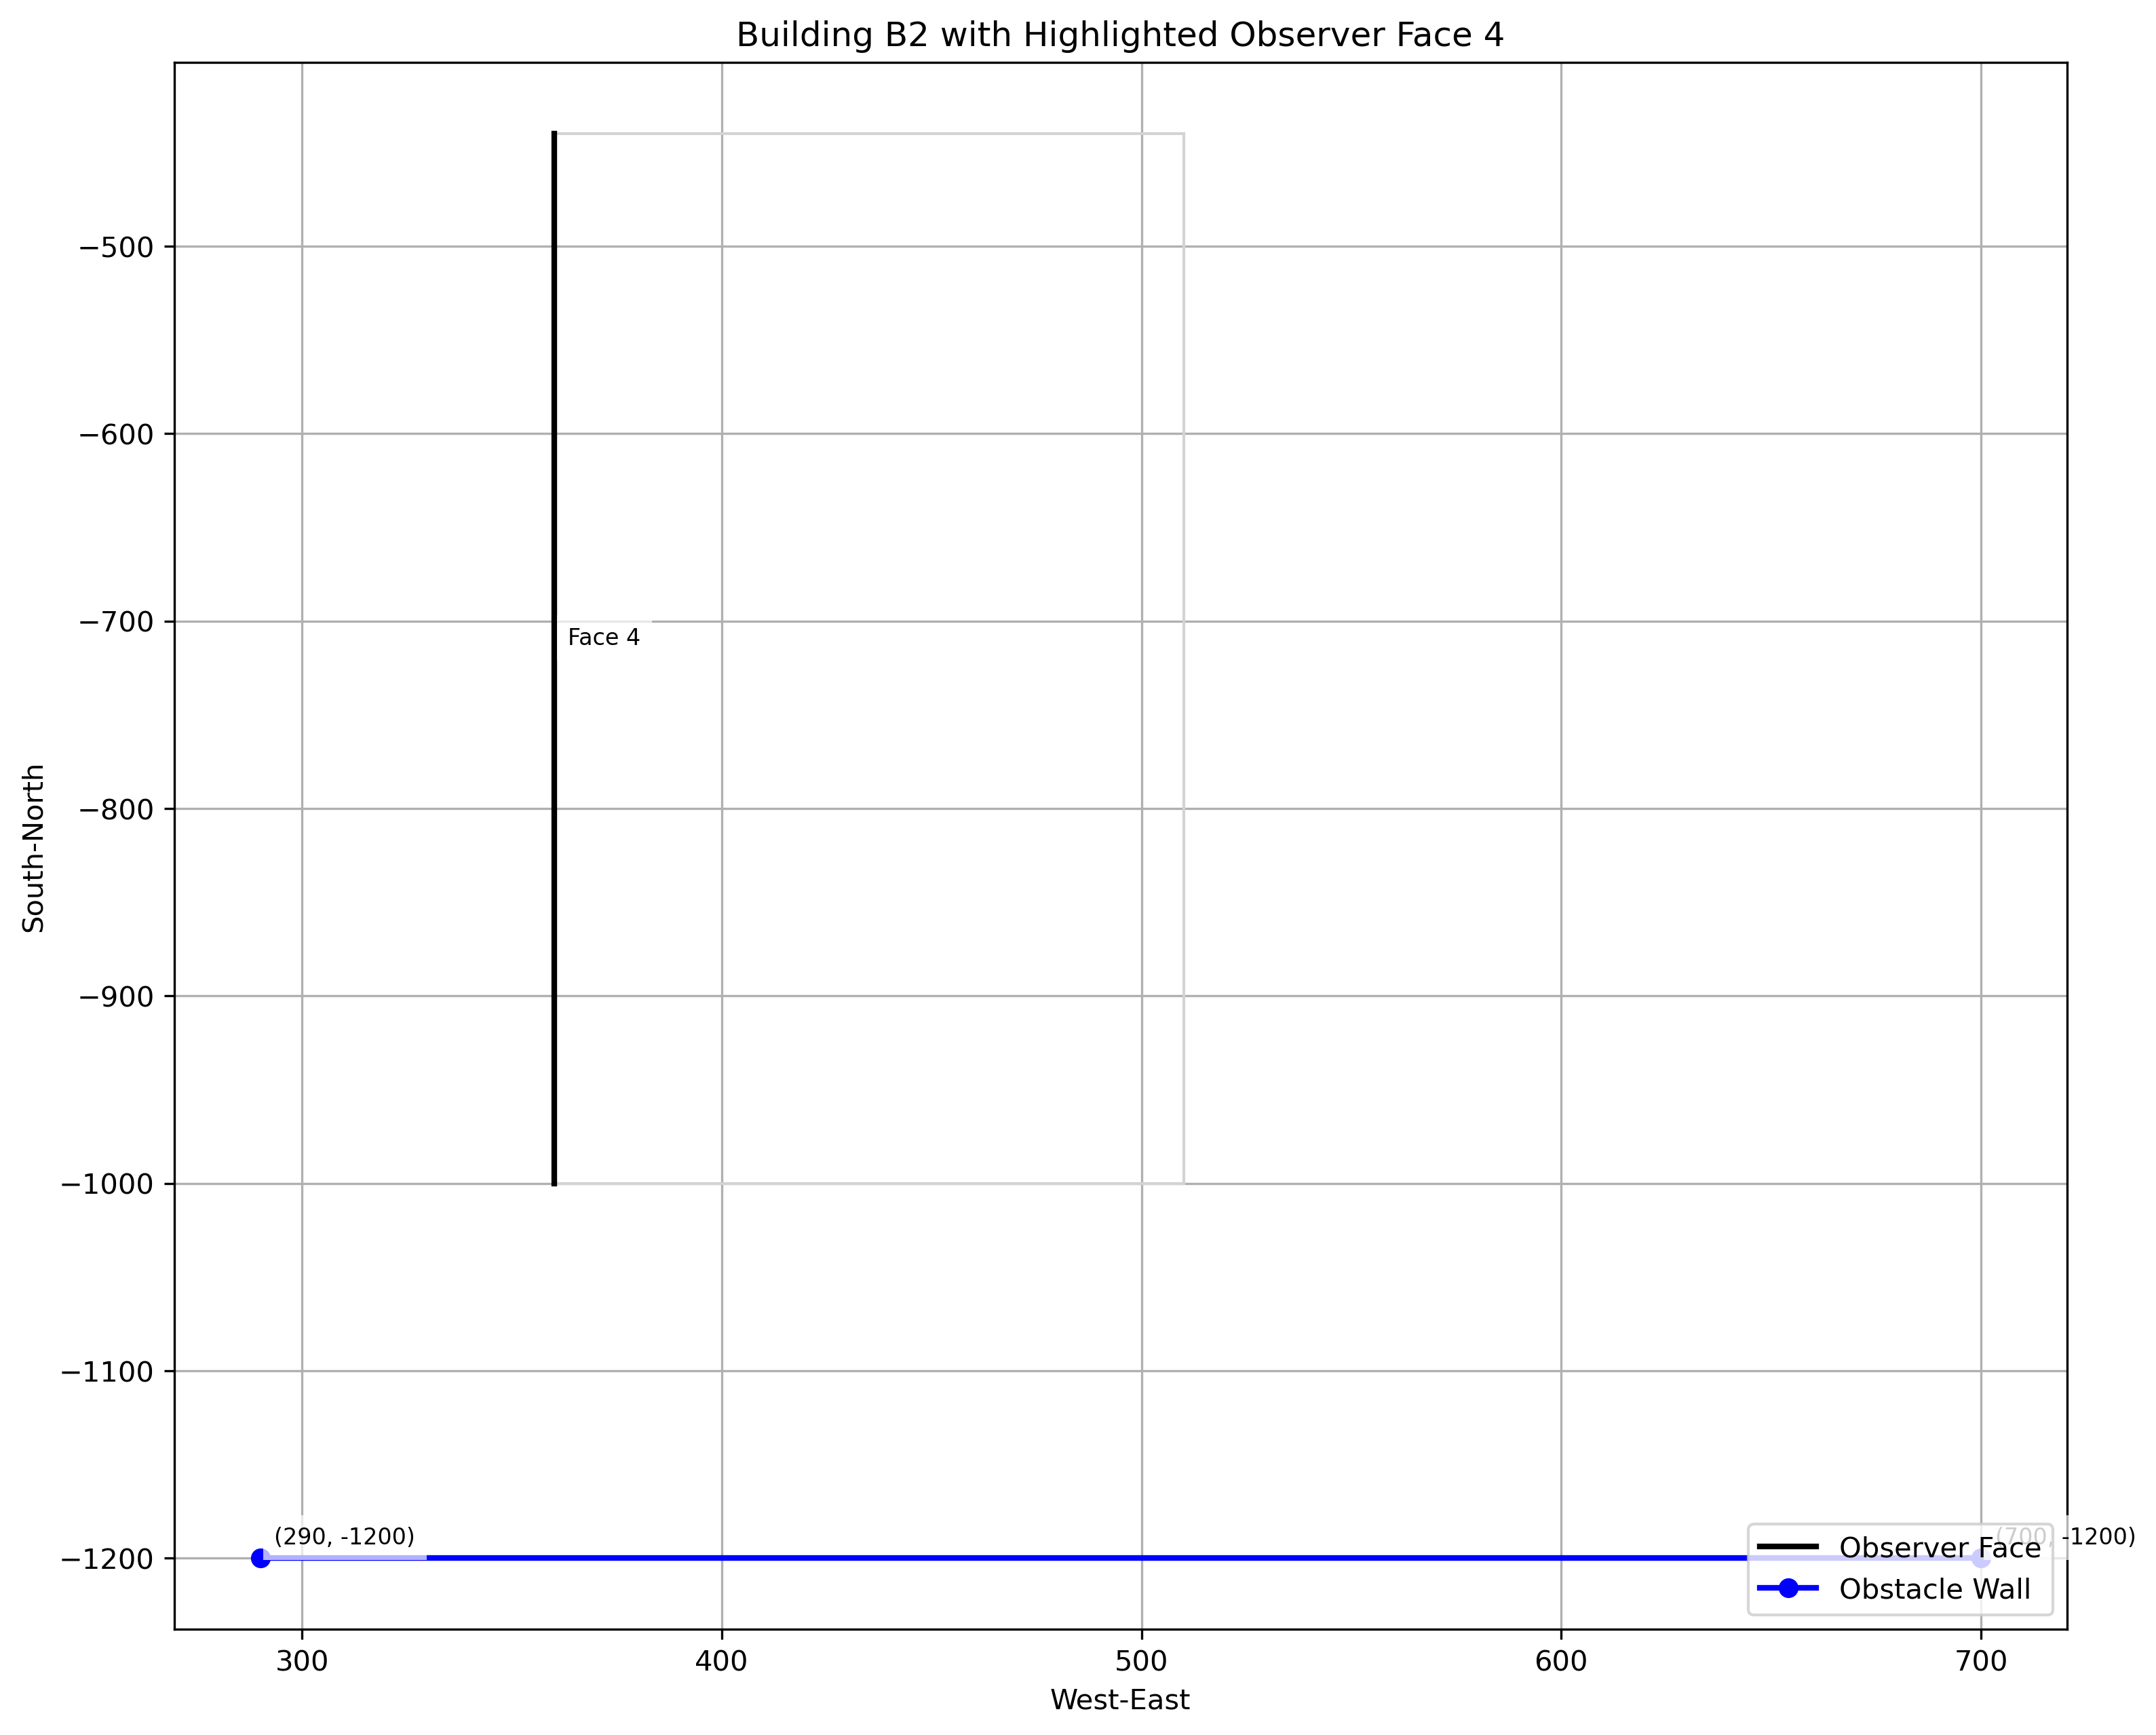 Building B2 with Highlighted Observer Face 4
South-North
−500
−600
−700
−800
−900
−1000
−1100
−1200
Face 4
(290, -1200)
(700, -1200)
Observer Face
Obstacle Wall
300
400
500
600
700
West-East